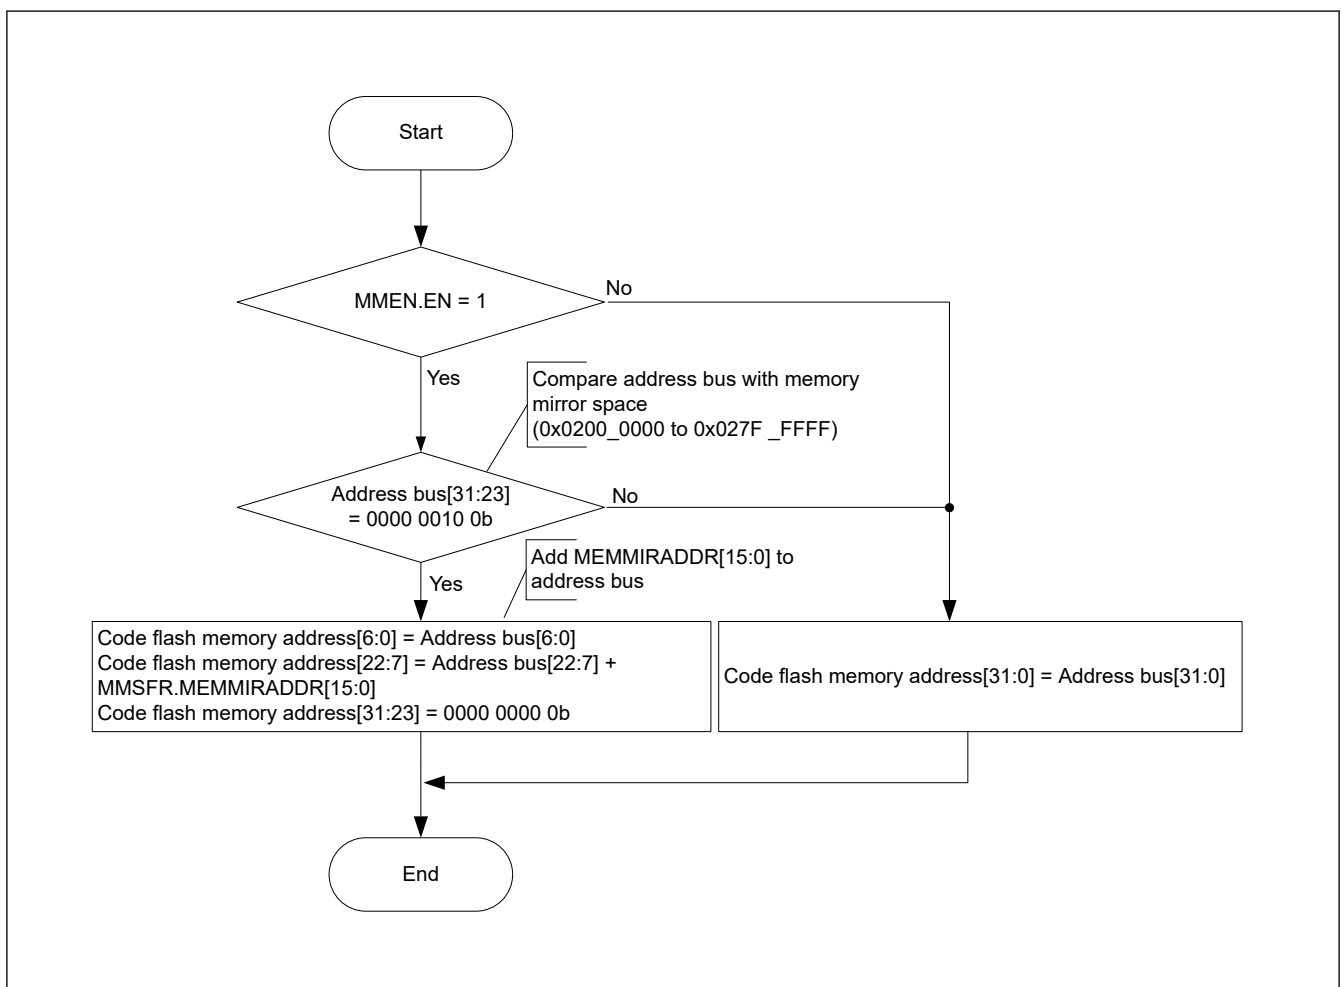 Start
MMEN.EN = 1
No
Yes
Compare address bus with memory
mirror space
(0x0200_0000 to 0x027F _FFFF)
Address bus[31:23]
= 0000 0010 0b
No
Add MEMMIRADDR[15:0] to
address bus
Yes
Code flash memory address[6:0] = Address bus[6:0]
Code flash memory address[22:7] = Address bus[22:7] +
MMSFR.MEMMIRADDR[15:0]
Code flash memory address[31:23] = 0000 0000 0b
Code flash memory address[31:0] = Address bus[31:0]
End